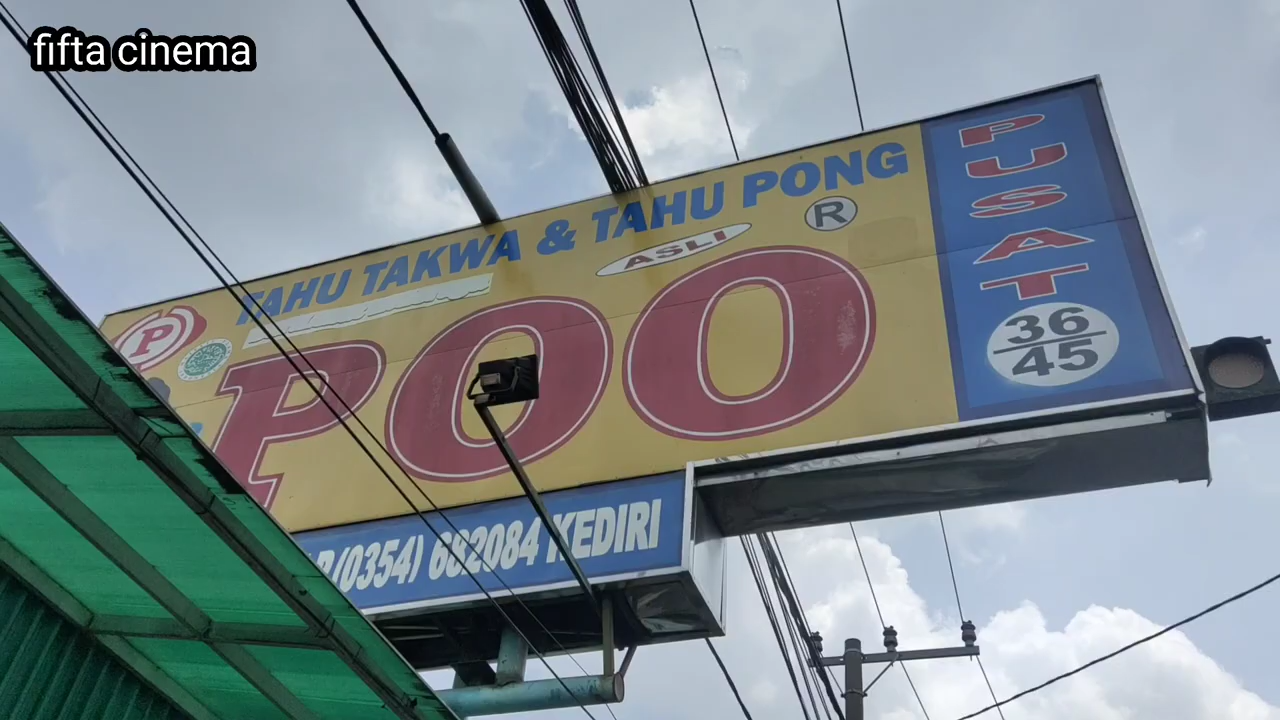 fifta cinema
TAHU TAKWA & TAHU PONG
ASLI
®
P
POO
PUSAT
36
45
P(0354) 682084 KEDIRI